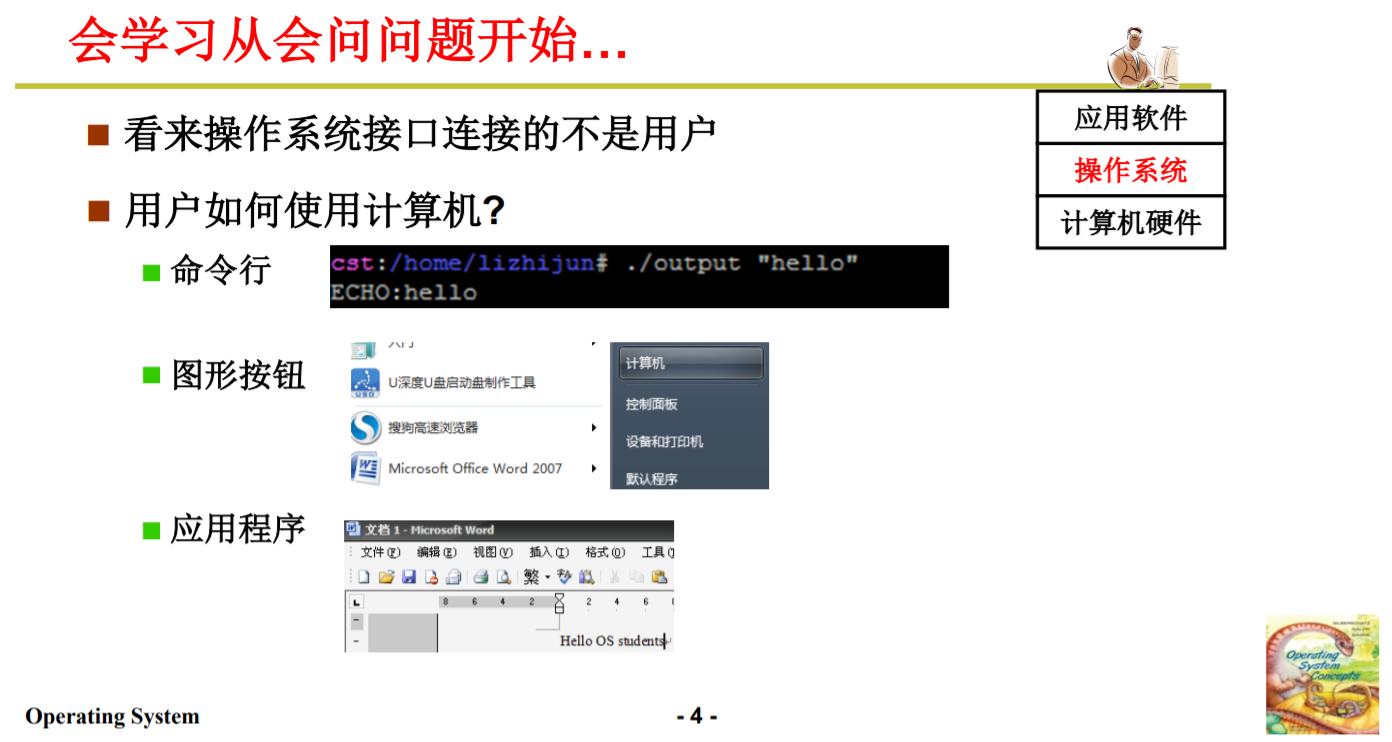 会学习从会问问题开始…
应用软件
操作系统
计算机硬件
看来操作系统接口连接的不是用户
用户如何使用计算机?
命令行
cst:/home/lizhijun# ./output "hello"
ECHO:hello
图形按钮
U深度U盘启动盘制作工具
搜狗高速浏览器
Microsoft Office Word 2007
计算机
控制面板
设备和打印机
默认程序
应用程序
文档 1 - Microsoft Word
文件(F) 编辑(E) 视图(V) 插入(I) 格式(O) 工具(T
繁
8 6 4 2 2 4 6
Hello OS students
Operating System
- 4 -
Operating
System
Concepts